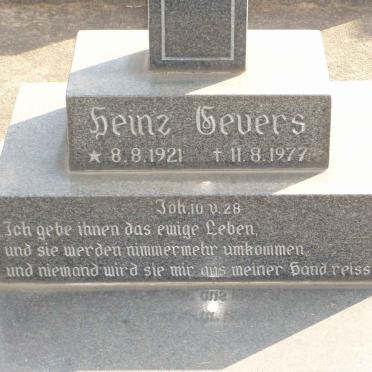 Heinz Gevers
* 8.8.1921 † 11.8.1977
Joh. 10 v. 28
Ich gebe ihnen das ewige Leben,
und sie werden nimmermehr umkommen,
und niemand wird sie mir aus meiner Hand reiss